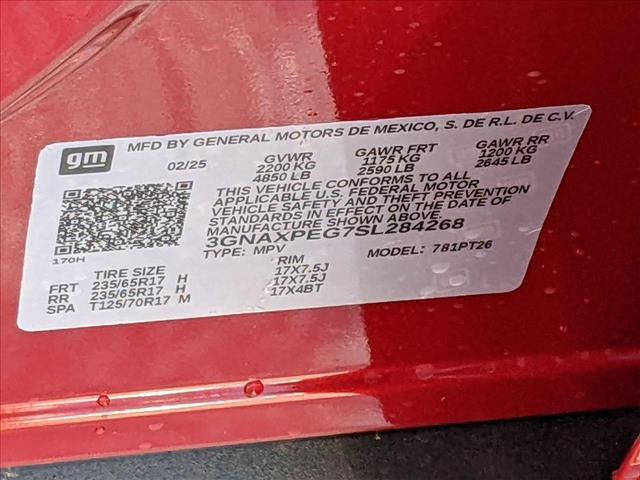 gm
MFD BY GENERAL MOTORS DE MEXICO, S. DE R.L. DE C.V.
02/25 GVWR GAWR FRT GAWR RR
2200 KG 1175 KG 1200 KG
4850 LB 2590 LB 2645 LB
THIS VEHICLE CONFORMS TO ALL
APPLICABLE U.S. FEDERAL MOTOR
VEHICLE SAFETY AND THEFT PREVENTION
STANDARDS IN EFFECT ON THE DATE OF
MANUFACTURE SHOWN ABOVE.
3GNAXPEG7SL284268
170H
TYPE: MPV MODEL: 781PT26
TIRE SIZE RIM
FRT 235/65R17 H 17X7.5J
RR 235/65R17 H 17X7.5J
SPA T125/70R17 M 17X4BT